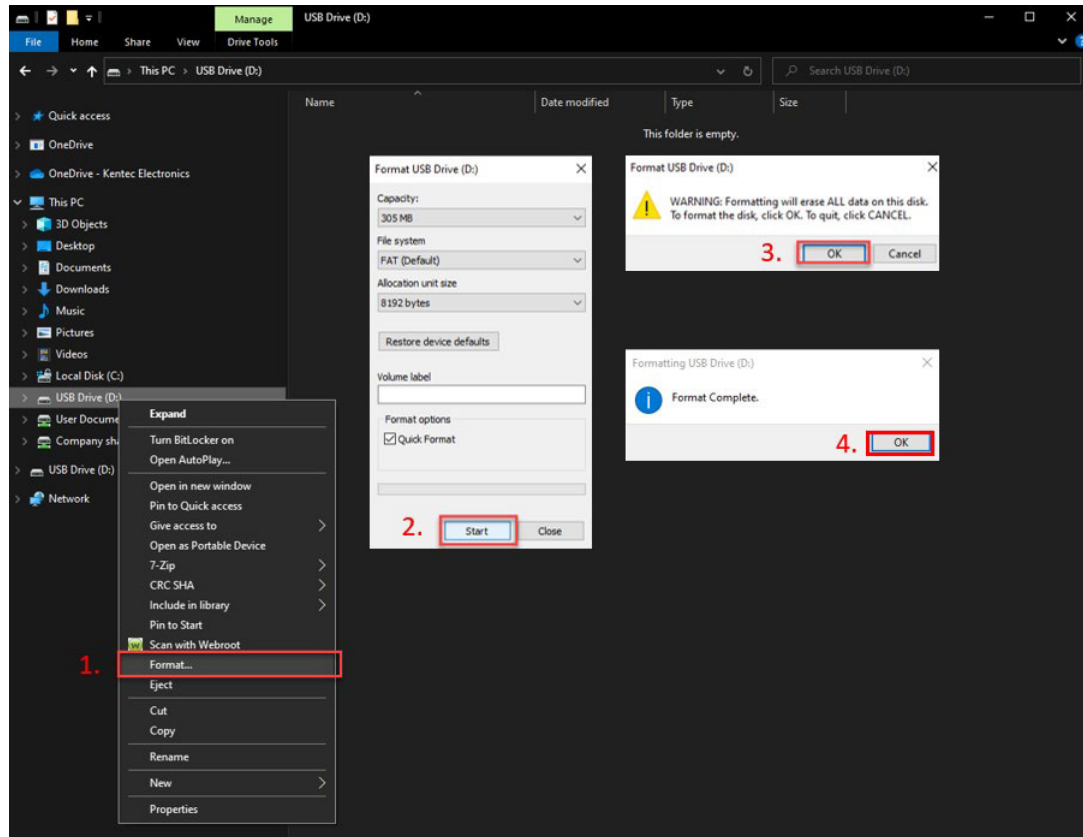 Manage
USB Drive (D:)
File
Home
Share
View
Drive Tools
This PC
USB Drive (D:)
Search USB Drive (D:)
Name
Date modified
Type
Size
This folder is empty.
Quick access
OneDrive
OneDrive - Kentec Electronics
This PC
3D Objects
Desktop
Documents
Downloads
Music
Pictures
Videos
Local Disk (C:)
USB Drive (D:)
User Docume
Company sha
USB Drive (D:)
Network
1.
Expand
Turn BitLocker on
Open AutoPlay...
Open in new window
Pin to Quick access
Give access to
Open as Portable Device
7-Zip
CRC SHA
Include in library
Pin to Start
W Scan with Webroot
Format...
Eject
Cut
Copy
Rename
New
Properties
Format USB Drive (D:)
Capacity:
305 MB
File system
FAT (Default)
Allocation unit size
8192 bytes
Restore device defaults
Volume label
Format options
Quick Format
2.
Start
Close
Format USB Drive (D:)
WARNING: Formatting will erase ALL data on this disk.
To format the disk, click OK. To quit, click CANCEL.
3.
OK
Cancel
Formatting USB Drive (D:)
Format Complete.
4.
OK